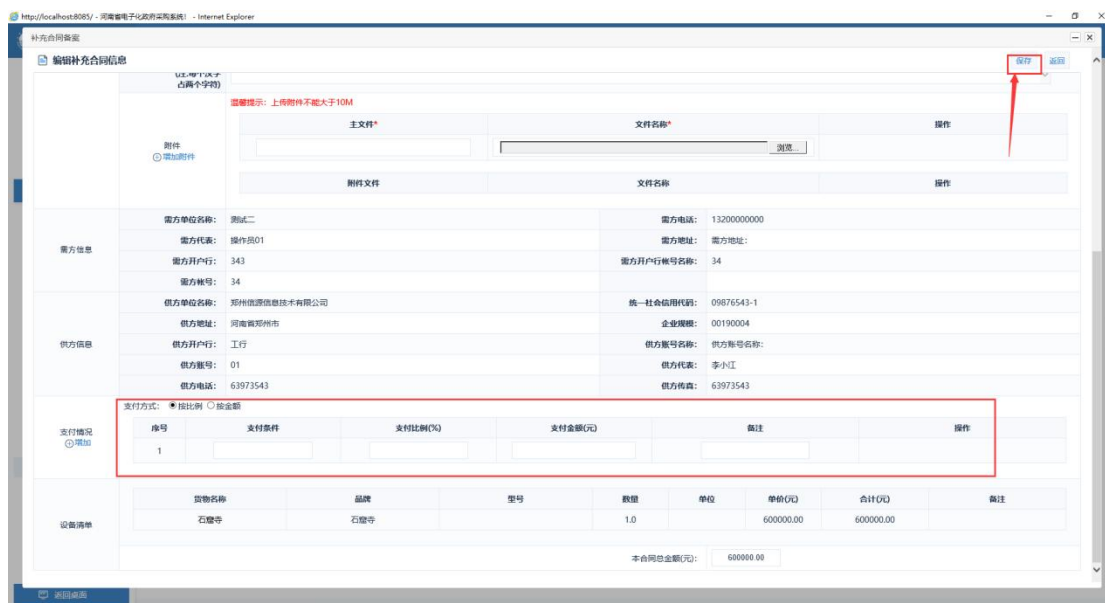 http://localhost:8085/ - 河南省电子化政府采购系统! - Internet Explorer
补充合同备案
编辑补充合同信息 保存 返回
占两个字符)
温馨提示: 上传附件不能大于10M
主文件* 文件名称* 操作
附件
增加附件
浏览...
附件文件 文件名称 操作
需方单位名称: 测试二 需方电话: 13200000000
需方代表: 操作员01 需方地址: 需方地址:
需方信息
需方开户行: 343 需方开户行帐号名称: 34
需方帐号: 34
供方单位名称: 郑州信源信息技术有限公司 统一社会信用代码: 09876543-1
供方地址: 河南省郑州市 企业规模: 00190004
供方信息 供方开户行: 工行 供方账号名称: 供方账号名称:
供方账号: 01 供方代表: 李小江
供方电话: 63973543 供方传真: 63973543
支付方式: 按比例 按金额
支付情况
增加
序号 支付条件 支付比例(%) 支付金额(元) 备注 操作
1
货物名称 品牌 型号 数量 单位 单价(元) 合计(元) 备注
设备清单 石窟寺 石窟寺 1.0 600000.00 600000.00
本合同总金额(元): 600000.00
返回桌面